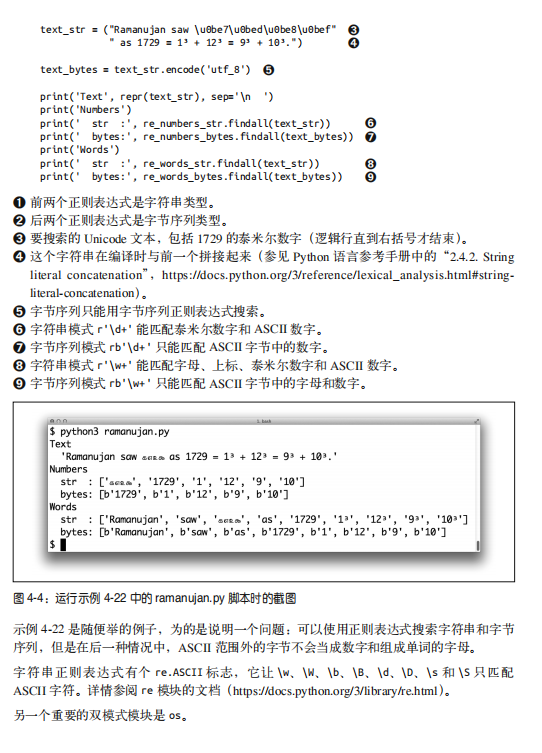 text_str = ("Ramanujan saw \u0be7\u0bed\u0be8\u0bef" ❸
" as 1729 = 1³ + 12³ = 9³ + 10³.") ❹
text_bytes = text_str.encode('utf_8') ❺
print('Text', repr(text_str), sep='\n  ')
print('Numbers')
print('  str  :', re_numbers_str.findall(text_str)) ❻
print('  bytes:', re_numbers_bytes.findall(text_bytes)) ❼
print('Words')
print('  str  :', re_words_str.findall(text_str)) ❽
print('  bytes:', re_words_bytes.findall(text_bytes)) ❾
❶ 前两个正则表达式是字符串类型。
❷ 后两个正则表达式是字节序列类型。
❸ 要搜索的 Unicode 文本，包括 1729 的泰米尔数字（逻辑行直到右括号才结束）。
❹ 这个字符串在编译时与前一个拼接起来（参见 Python 语言参考手册中的“2.4.2. String
literal concatenation”，https://docs.python.org/3/reference/lexical_analysis.html#string-
literal-concatenation）。
❺ 字节序列只能用字节序列正则表达式搜索。
❻ 字符串模式 r'\d+' 能匹配泰米尔数字和 ASCII 数字。
❼ 字节序列模式 rb'\d+' 只能匹配 ASCII 字节中的数字。
❽ 字符串模式 r'\w+' 能匹配字母、上标、泰米尔数字和 ASCII 数字。
❾ 字节序列模式 rb'\w+' 只能匹配 ASCII 字节中的字母和数字。
1. bash
$ python3 ramanujan.py
Text
'Ramanujan saw ௧௭௨௯ as 1729 = 1³ + 12³ = 9³ + 10³.'
Numbers
str  : ['௧௭௨௯', '1729', '1', '12', '9', '10']
bytes: [b'1729', b'1', b'12', b'9', b'10']
Words
str  : ['Ramanujan', 'saw', '௧௭௨௯', 'as', '1729', '1³', '12³', '9³', '10³']
bytes: [b'Ramanujan', b'saw', b'as', b'1729', b'1', b'12', b'9', b'10']
$
图 4-4：运行示例 4-22 中的 ramanujan.py 脚本时的截图
示例 4-22 是随便举的例子，为的是说明一个问题：可以使用正则表达式搜索字符串和字节
序列，但是在后一种情况中，ASCII 范围外的字节不会当成数字和组成单词的字母。
字符串正则表达式有个 re.ASCII 标志，它让 \w、\W、\b、\B、\d、\D、\s 和 \S 只匹配
ASCII 字符。详情参阅 re 模块的文档（https://docs.python.org/3/library/re.html）。
另一个重要的双模式模块是 os。